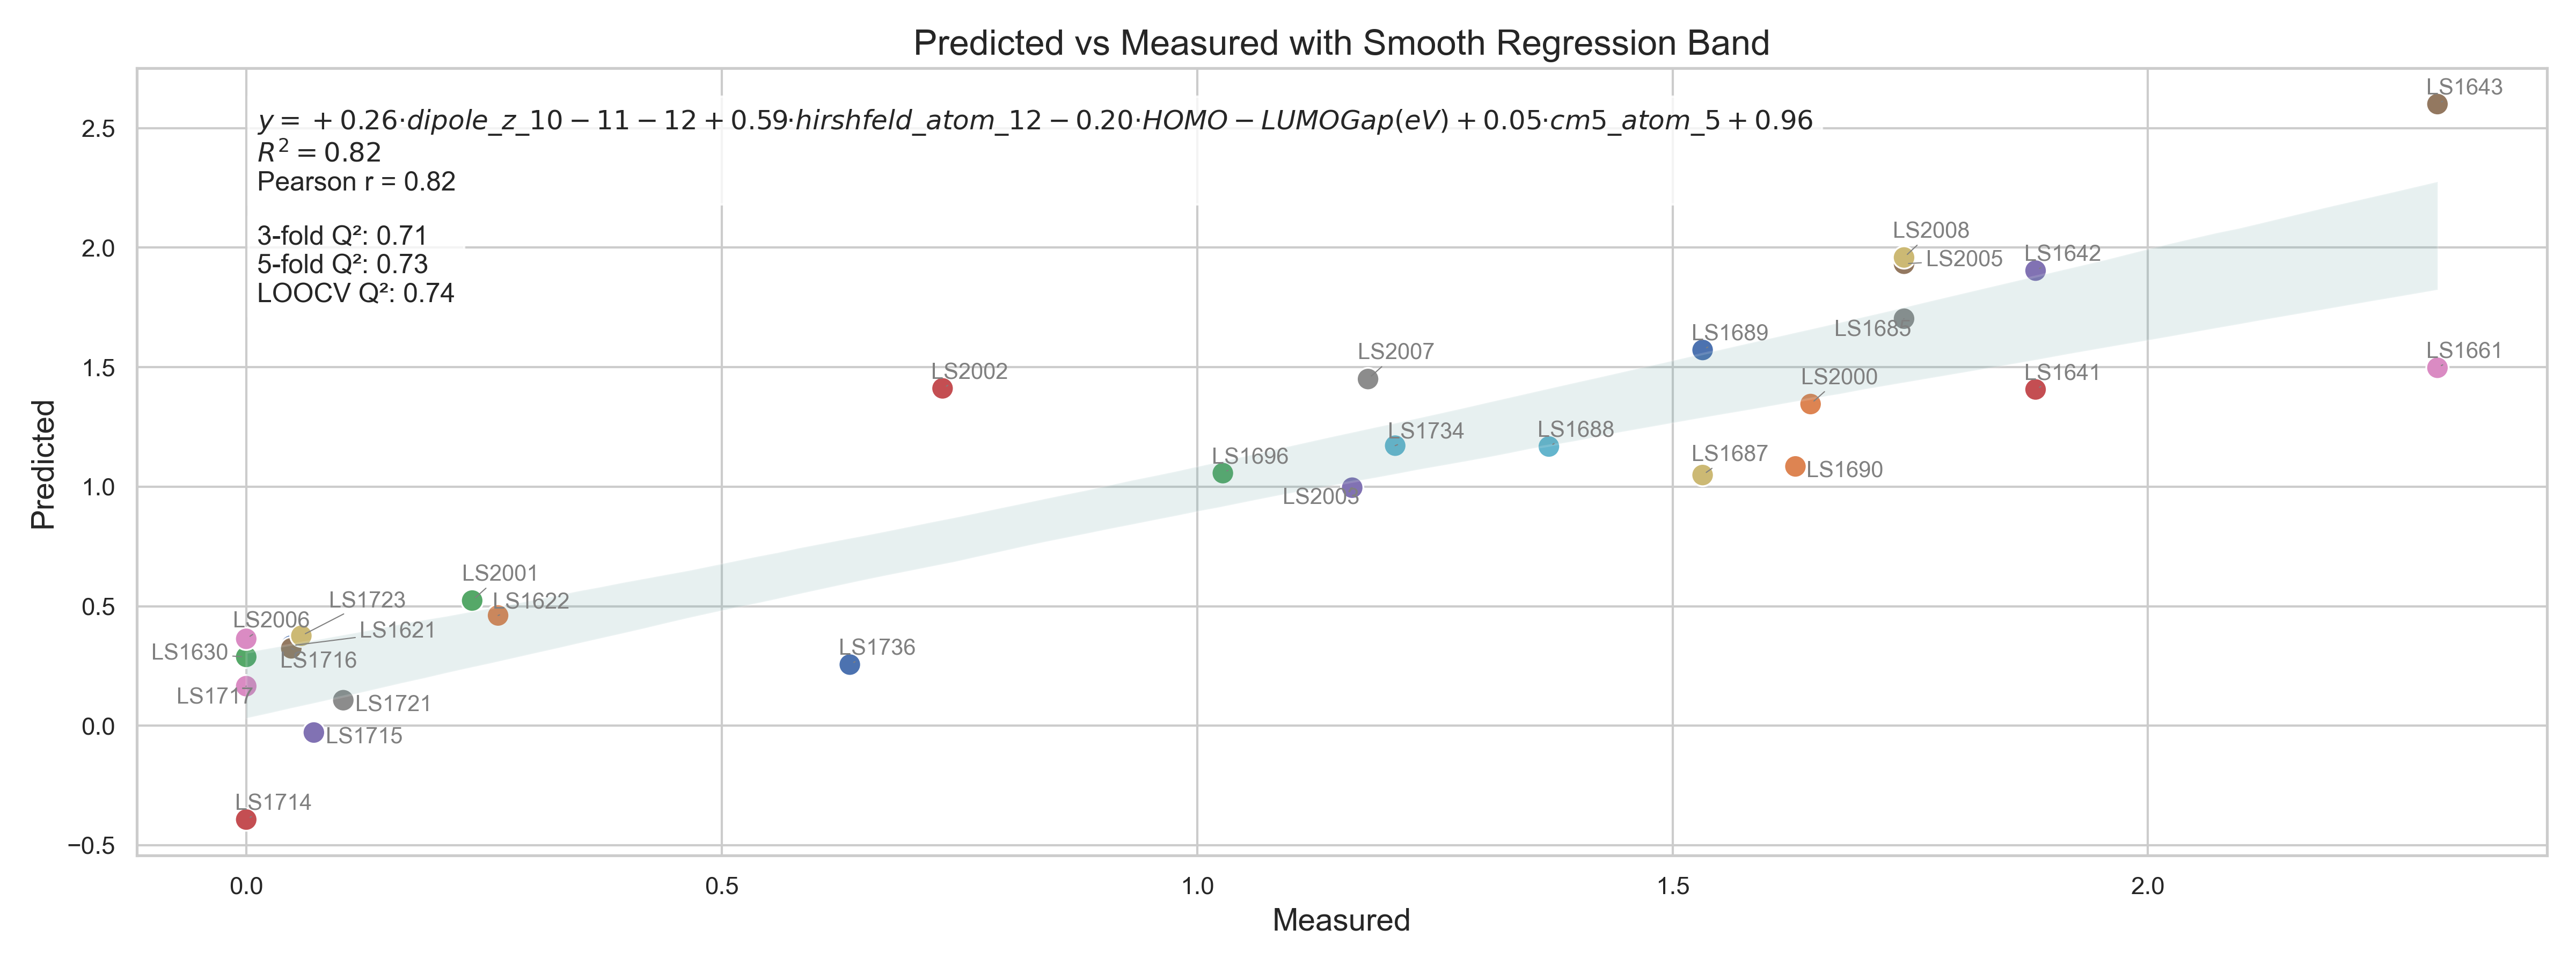 Predicted vs Measured with Smooth Regression Band
y = + 0.26·dipole_z_10 − 11 − 12 + 0.59·hirshfeld_atom_12 − 0.20·HOMO − LUMOGap(eV) + 0.05·cm5_atom_5 + 0.96
R² = 0.82
Pearson r = 0.82
3-fold Q²: 0.71
5-fold Q²: 0.73
LOOCV Q²: 0.74
LS1643
LS2008
LS2005
LS1642
LS1685
LS1689
LS2007
LS1661
LS2002
LS2000
LS1641
LS1734
LS1688
LS1696
LS1687
LS1690
LS2003
LS2001
LS1723
LS1622
LS2006
LS1621
LS1630
LS1716
LS1736
LS1717
LS1721
LS1715
LS1714
2.5
2.0
1.5
1.0
0.5
0.0
−0.5
Predicted
0.0
0.5
1.0
1.5
2.0
Measured